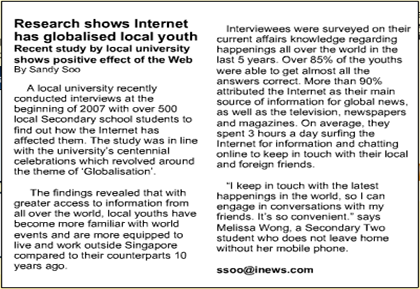 Research shows Internet
has globalised local youth
Recent study by local university
shows positive effect of the Web
By Sandy Soo
A local university recently
conducted interviews at the
beginning of 2007 with over 500
local Secondary school students to
find out how the Internet has
affected them. The study was in line
with the university's centennial
celebrations which revolved around
the theme of 'Globalisation'.
The findings revealed that with
greater access to information from
all over the world, local youths have
become more familiar with world
events and are more equipped to
live and work outside Singapore
compared to their counterparts 10
years ago.
Interviewees were surveyed on their
current affairs knowledge regarding
happenings all over the world in the
last 5 years. Over 85% of the youths
were able to get almost all the
answers correct. More than 90%
attributed the Internet as their main
source of information for global news,
as well as the television, newspapers
and magazines. On average, they
spent 3 hours a day surfing the
Internet for information and chatting
online to keep in touch with their local
and foreign friends.
"I keep in touch with the latest
happenings in the world, so I can
engage in conversations with my
friends. It's so convenient." says
Melissa Wong, a Secondary Two
student who does not leave home
without her mobile phone.
ssoo@inews.com